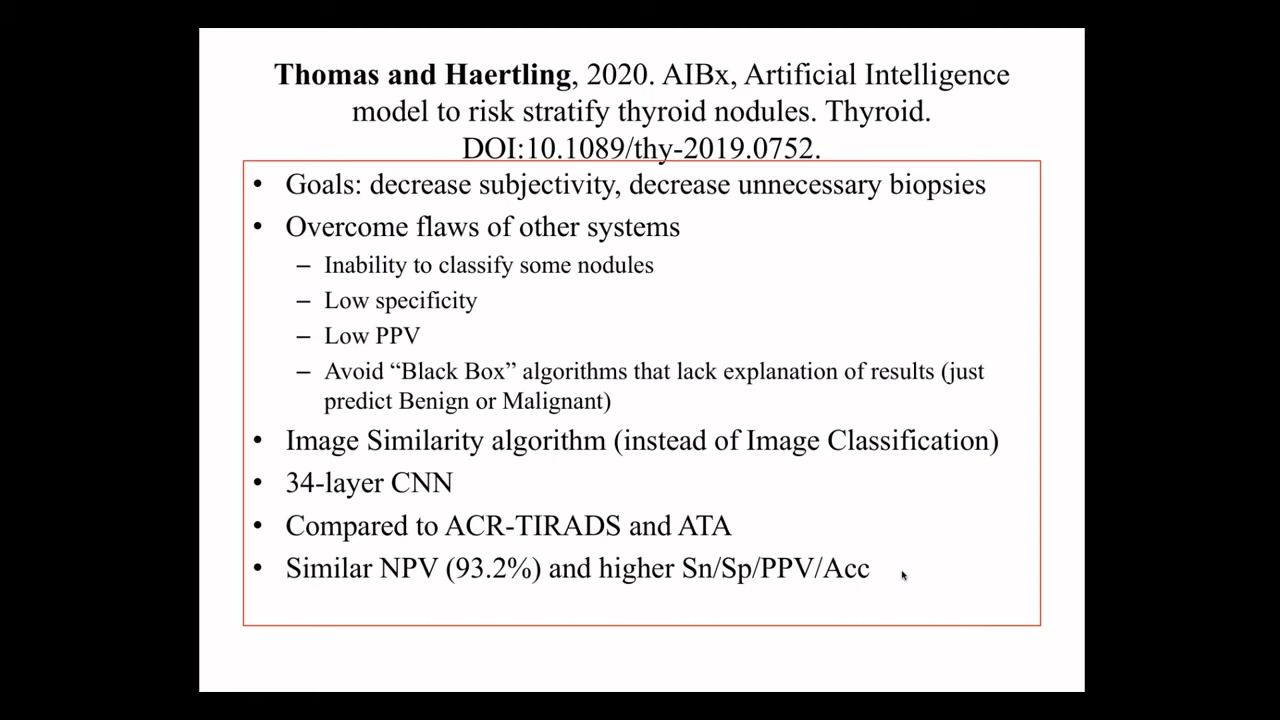 Thomas and Haertling, 2020. AIBx, Artificial Intelligence
model to risk stratify thyroid nodules. Thyroid.
DOI:10.1089/thy-2019.0752.
• Goals: decrease subjectivity, decrease unnecessary biopsies
• Overcome flaws of other systems
– Inability to classify some nodules
– Low specificity
– Low PPV
– Avoid “Black Box” algorithms that lack explanation of results (just
predict Benign or Malignant)
• Image Similarity algorithm (instead of Image Classification)
• 34-layer CNN
• Compared to ACR-TIRADS and ATA
• Similar NPV (93.2%) and higher Sn/Sp/PPV/Acc